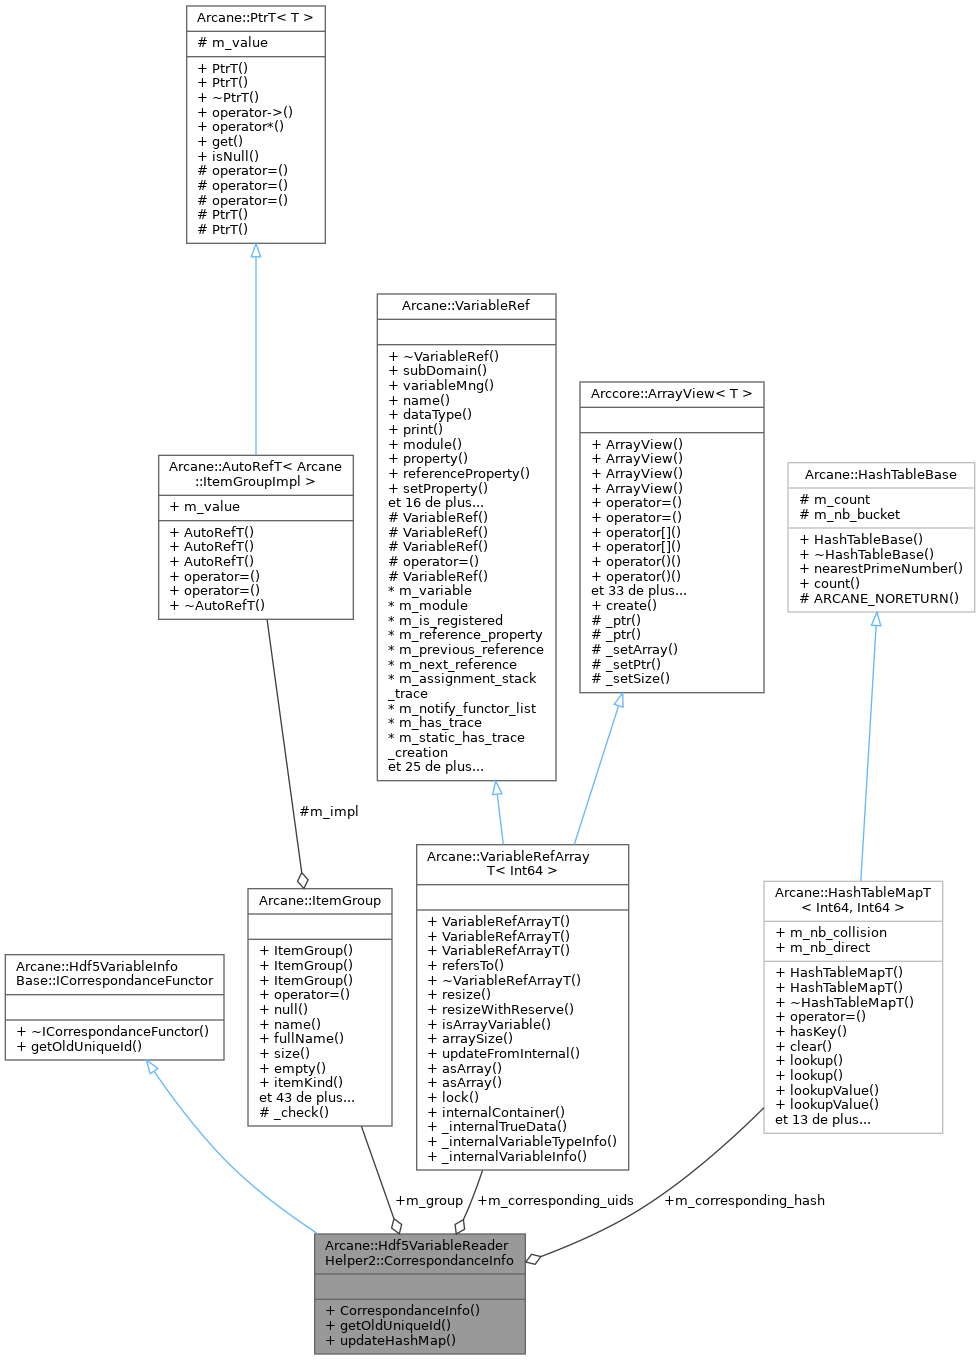 Arcane::PtrT< T >
# m_value
+ PtrT()
+ PtrT()
+ ~PtrT()
+ operator->()
+ operator*()
+ get()
+ isNull()
# operator=()
# operator=()
# operator=()
# PtrT()
# PtrT()
Arcane::VariableRef
+ ~VariableRef()
+ subDomain()
+ variableMng()
+ name()
+ dataType()
+ print()
+ module()
+ property()
+ referenceProperty()
+ setProperty()
et 16 de plus...
# VariableRef()
# VariableRef()
# VariableRef()
# operator=()
# VariableRef()
* m_variable
* m_module
* m_is_registered
* m_reference_property
* m_previous_reference
* m_next_reference
* m_assignment_stack
_trace
* m_notify_functor_list
* m_has_trace
* m_static_has_trace
_creation
et 25 de plus...
Arccore::ArrayView< T >
+ ArrayView()
+ ArrayView()
+ ArrayView()
+ ArrayView()
+ operator=()
+ operator=()
+ operator[]()
+ operator[]()
+ operator()()
+ operator()()
et 33 de plus...
+ create()
# _ptr()
# _ptr()
# _setArray()
# _setPtr()
# _setSize()
Arcane::AutoRefT< Arcane
::ItemGroupImpl >
+ m_value
+ AutoRefT()
+ AutoRefT()
+ AutoRefT()
+ operator=()
+ operator=()
+ ~AutoRefT()
Arcane::HashTableBase
# m_count
# m_nb_bucket
+ HashTableBase()
+ ~HashTableBase()
+ nearestPrimeNumber()
+ count()
# ARCANE_NORETURN()
#m_impl
Arcane::VariableRefArray
T< Int64 >
+ VariableRefArrayT()
+ VariableRefArrayT()
+ VariableRefArrayT()
+ refersTo()
+ ~VariableRefArrayT()
+ resize()
+ resizeWithReserve()
+ isArrayVariable()
+ arraySize()
+ updateFromInternal()
+ asArray()
+ asArray()
+ lock()
+ internalContainer()
+ _internalTrueData()
+ _internalVariableTypeInfo()
+ _internalVariableInfo()
Arcane::HashTableMapT
< Int64, Int64 >
+ m_nb_collision
+ m_nb_direct
+ HashTableMapT()
+ HashTableMapT()
+ ~HashTableMapT()
+ operator=()
+ hasKey()
+ clear()
+ lookup()
+ lookup()
+ lookupValue()
+ lookupValue()
et 13 de plus...
Arcane::ItemGroup
+ ItemGroup()
+ ItemGroup()
+ ItemGroup()
+ operator=()
+ null()
+ name()
+ fullName()
+ size()
+ empty()
+ itemKind()
et 43 de plus...
# _check()
Arcane::Hdf5VariableInfo
Base::ICorrespondanceFunctor
+ ~ICorrespondanceFunctor()
+ getOldUniqueId()
+m_group
+m_corresponding_uids
+m_corresponding_hash
Arcane::Hdf5VariableReader
Helper2::CorrespondanceInfo
+ CorrespondanceInfo()
+ getOldUniqueId()
+ updateHashMap()